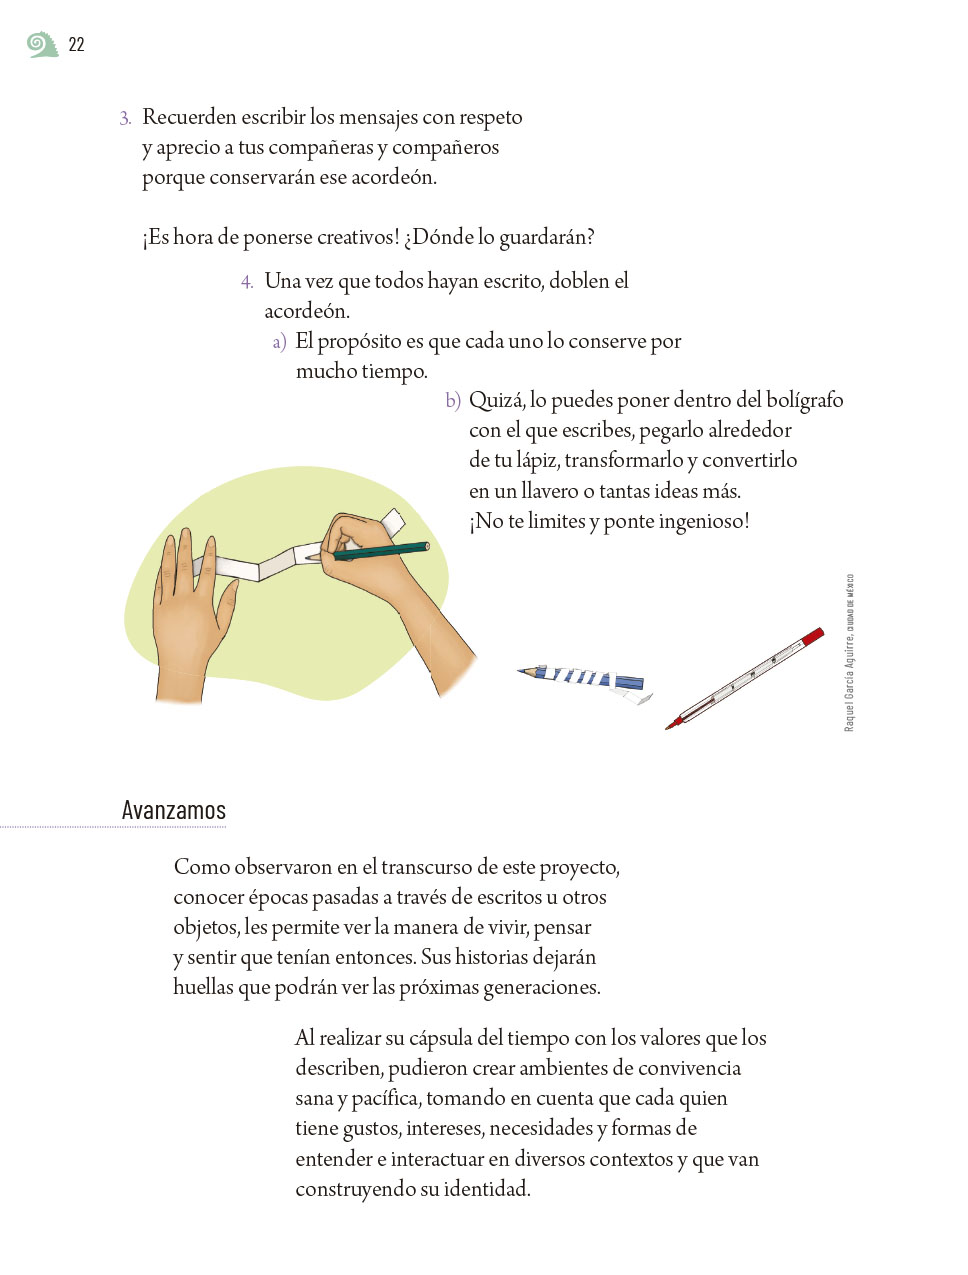 22
3. Recuerden escribir los mensajes con respeto
y aprecio a tus compañeras y compañeros
porque conservarán ese acordeón.
¡Es hora de ponerse creativos! ¿Dónde lo guardarán?
4. Una vez que todos hayan escrito, doblen el
acordeón.
a) El propósito es que cada uno lo conserve por
mucho tiempo.
b) Quizá, lo puedes poner dentro del bolígrafo
con el que escribes, pegarlo alrededor
de tu lápiz, transformarlo y convertirlo
en un llavero o tantas ideas más.
¡No te limites y ponte ingenioso!
Raquel García Aguirre, CIUDAD DE MÉXICO
Avanzamos
Como observaron en el transcurso de este proyecto,
conocer épocas pasadas a través de escritos u otros
objetos, les permite ver la manera de vivir, pensar
y sentir que tenían entonces. Sus historias dejarán
huellas que podrán ver las próximas generaciones.
Al realizar su cápsula del tiempo con los valores que los
describen, pudieron crear ambientes de convivencia
sana y pacífica, tomando en cuenta que cada quien
tiene gustos, intereses, necesidades y formas de
entender e interactuar en diversos contextos y que van
construyendo su identidad.